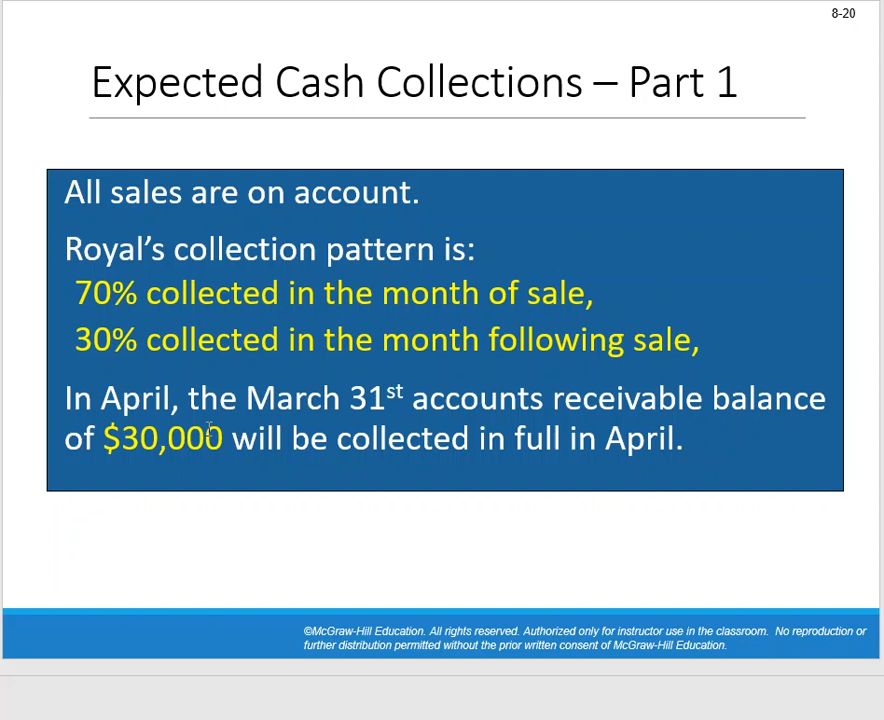 8-20
Expected Cash Collections – Part 1
All sales are on account.
Royal’s collection pattern is:
70% collected in the month of sale,
30% collected in the month following sale,
In April, the March 31st accounts receivable balance
of $30,000 will be collected in full in April.
©McGraw-Hill Education. All rights reserved. Authorized only for instructor use in the classroom. No reproduction or
further distribution permitted without the prior written consent of McGraw-Hill Education.